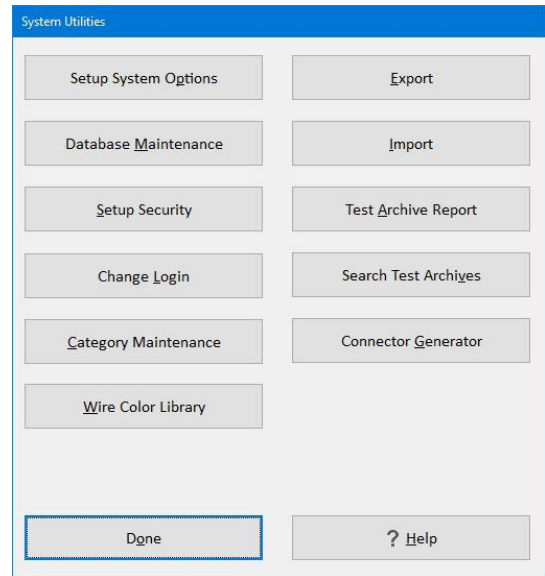 System Utilities
Setup System Options
Export
Database Maintenance
Import
Setup Security
Test Archive Report
Change Login
Search Test Archives
Category Maintenance
Connector Generator
Wire Color Library
Done
? Help